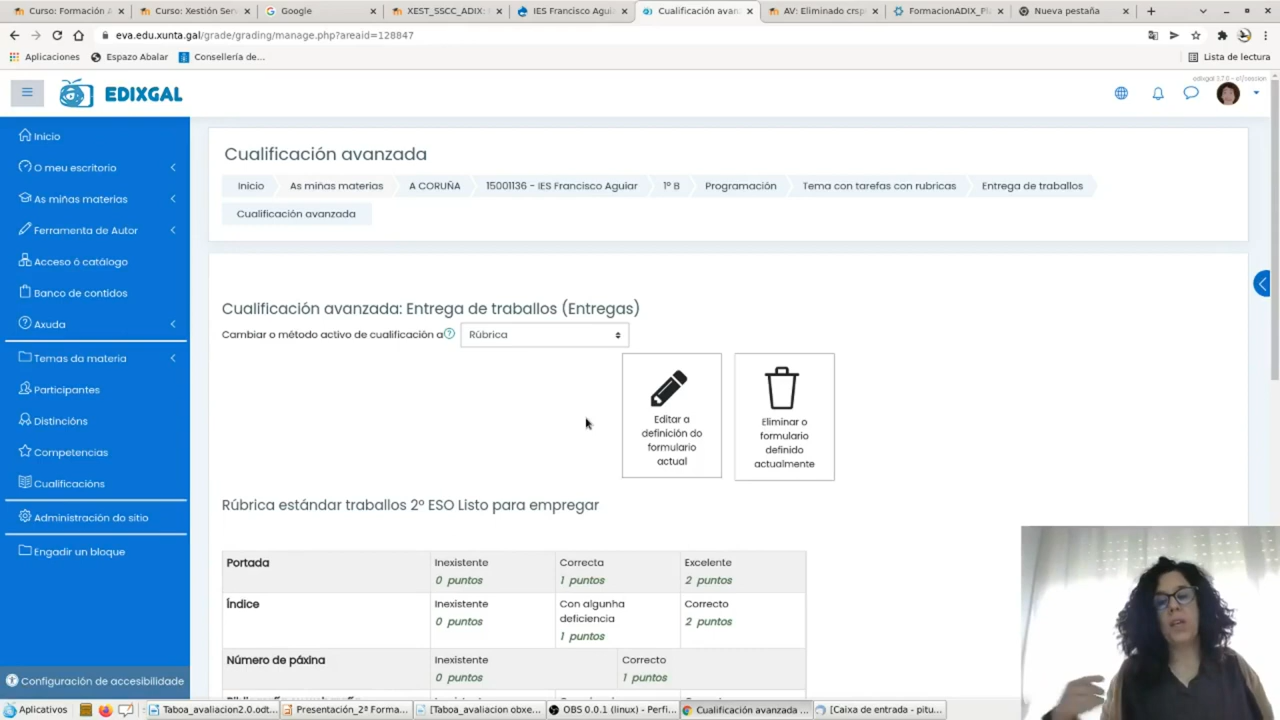 Curso: Formación A
Curso: Xestión Ser
Google
XEST_SSCC_ADIX:
IES Francisco Aguia
Cualificación avan
AV: Eliminado crsp
FormacionADIX_Pl
Nueva pestaña
eva.edu.xunta.gal/grade/grading/manage.php?areaid=128847
Aplicaciones
Espazo Abalar
Consellería de...
Lista de lectura
EDIXGAL
Inicio
O meu escritorio
As miñas materias
Ferramenta de Autor
Acceso ó catálogo
Banco de contidos
Axuda
Temas da materia
Participantes
Distincións
Competencias
Cualificacións
Administración do sitio
Engadir un bloque
Configuración de accesibilidade
Cualificación avanzada
Inicio
As miñas materias
A CORUÑA
15001136 - IES Francisco Aguiar
1º B
Programación
Tema con tarefas con rubricas
Entrega de traballos
Cualificación avanzada
Cualificación avanzada: Entrega de traballos (Entregas)
Cambiar o método activo de cualificación a
Rúbrica
Editar a
definición do
formulario
actual
Eliminar o
formulario
definido
actualmente
Rúbrica estándar traballos 2º ESO Listo para empregar
Portada
Inexistente
0 puntos
Correcta
1 puntos
Excelente
2 puntos
Índice
Inexistente
0 puntos
Con algunha
deficiencia
1 puntos
Correcto
2 puntos
Número de páxina
Inexistente
0 puntos
Correcto
1 puntos
Aplicativos
Taboa_avaliacion2.0.odt...
Presentación_2ª Forma...
[Taboa_avaliacion obxe...
OBS 0.0.1 (linux) - Perfi...
Cualificación avanzada ...
[Caixa de entrada - pitu...